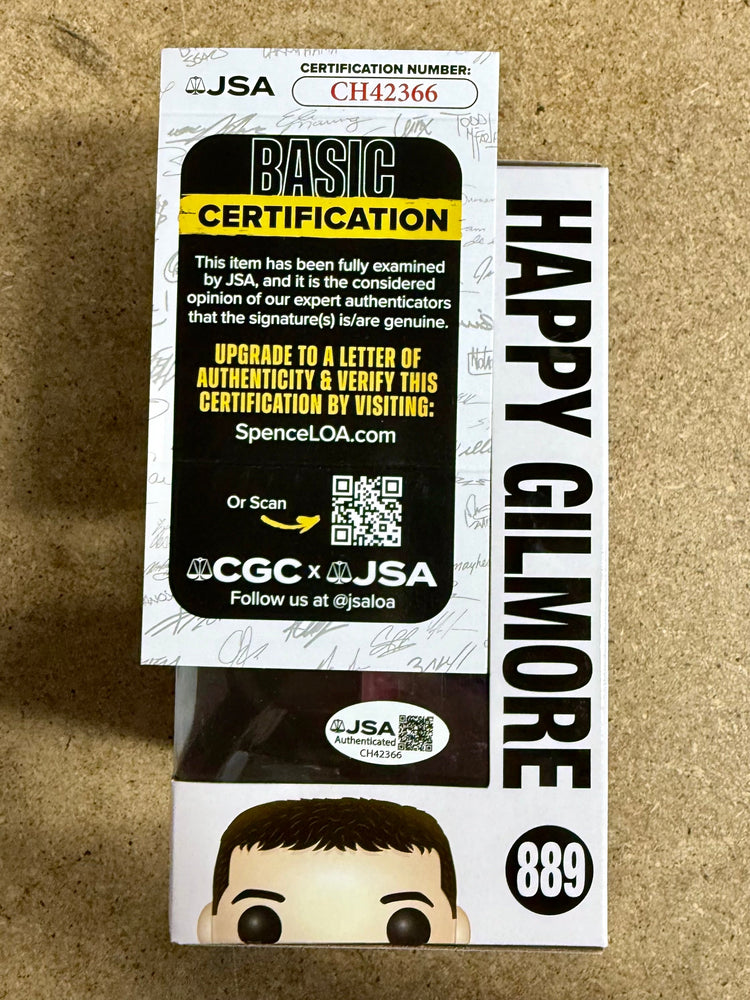 JSA
CERTIFICATION NUMBER:
CH42366
BASIC
CERTIFICATION
This item has been fully examined
by JSA, and it is the considered
opinion of our expert authenticators
that the signature(s) is/are genuine.
UPGRADE TO A LETTER OF
AUTHENTICITY & VERIFY THIS
CERTIFICATION BY VISITING:
SpenceLOA.com
Or Scan
CGC x JSA
Follow us at @jsaloa
HAPPY GILMORE
JSA
Authenticated
CH42366
889